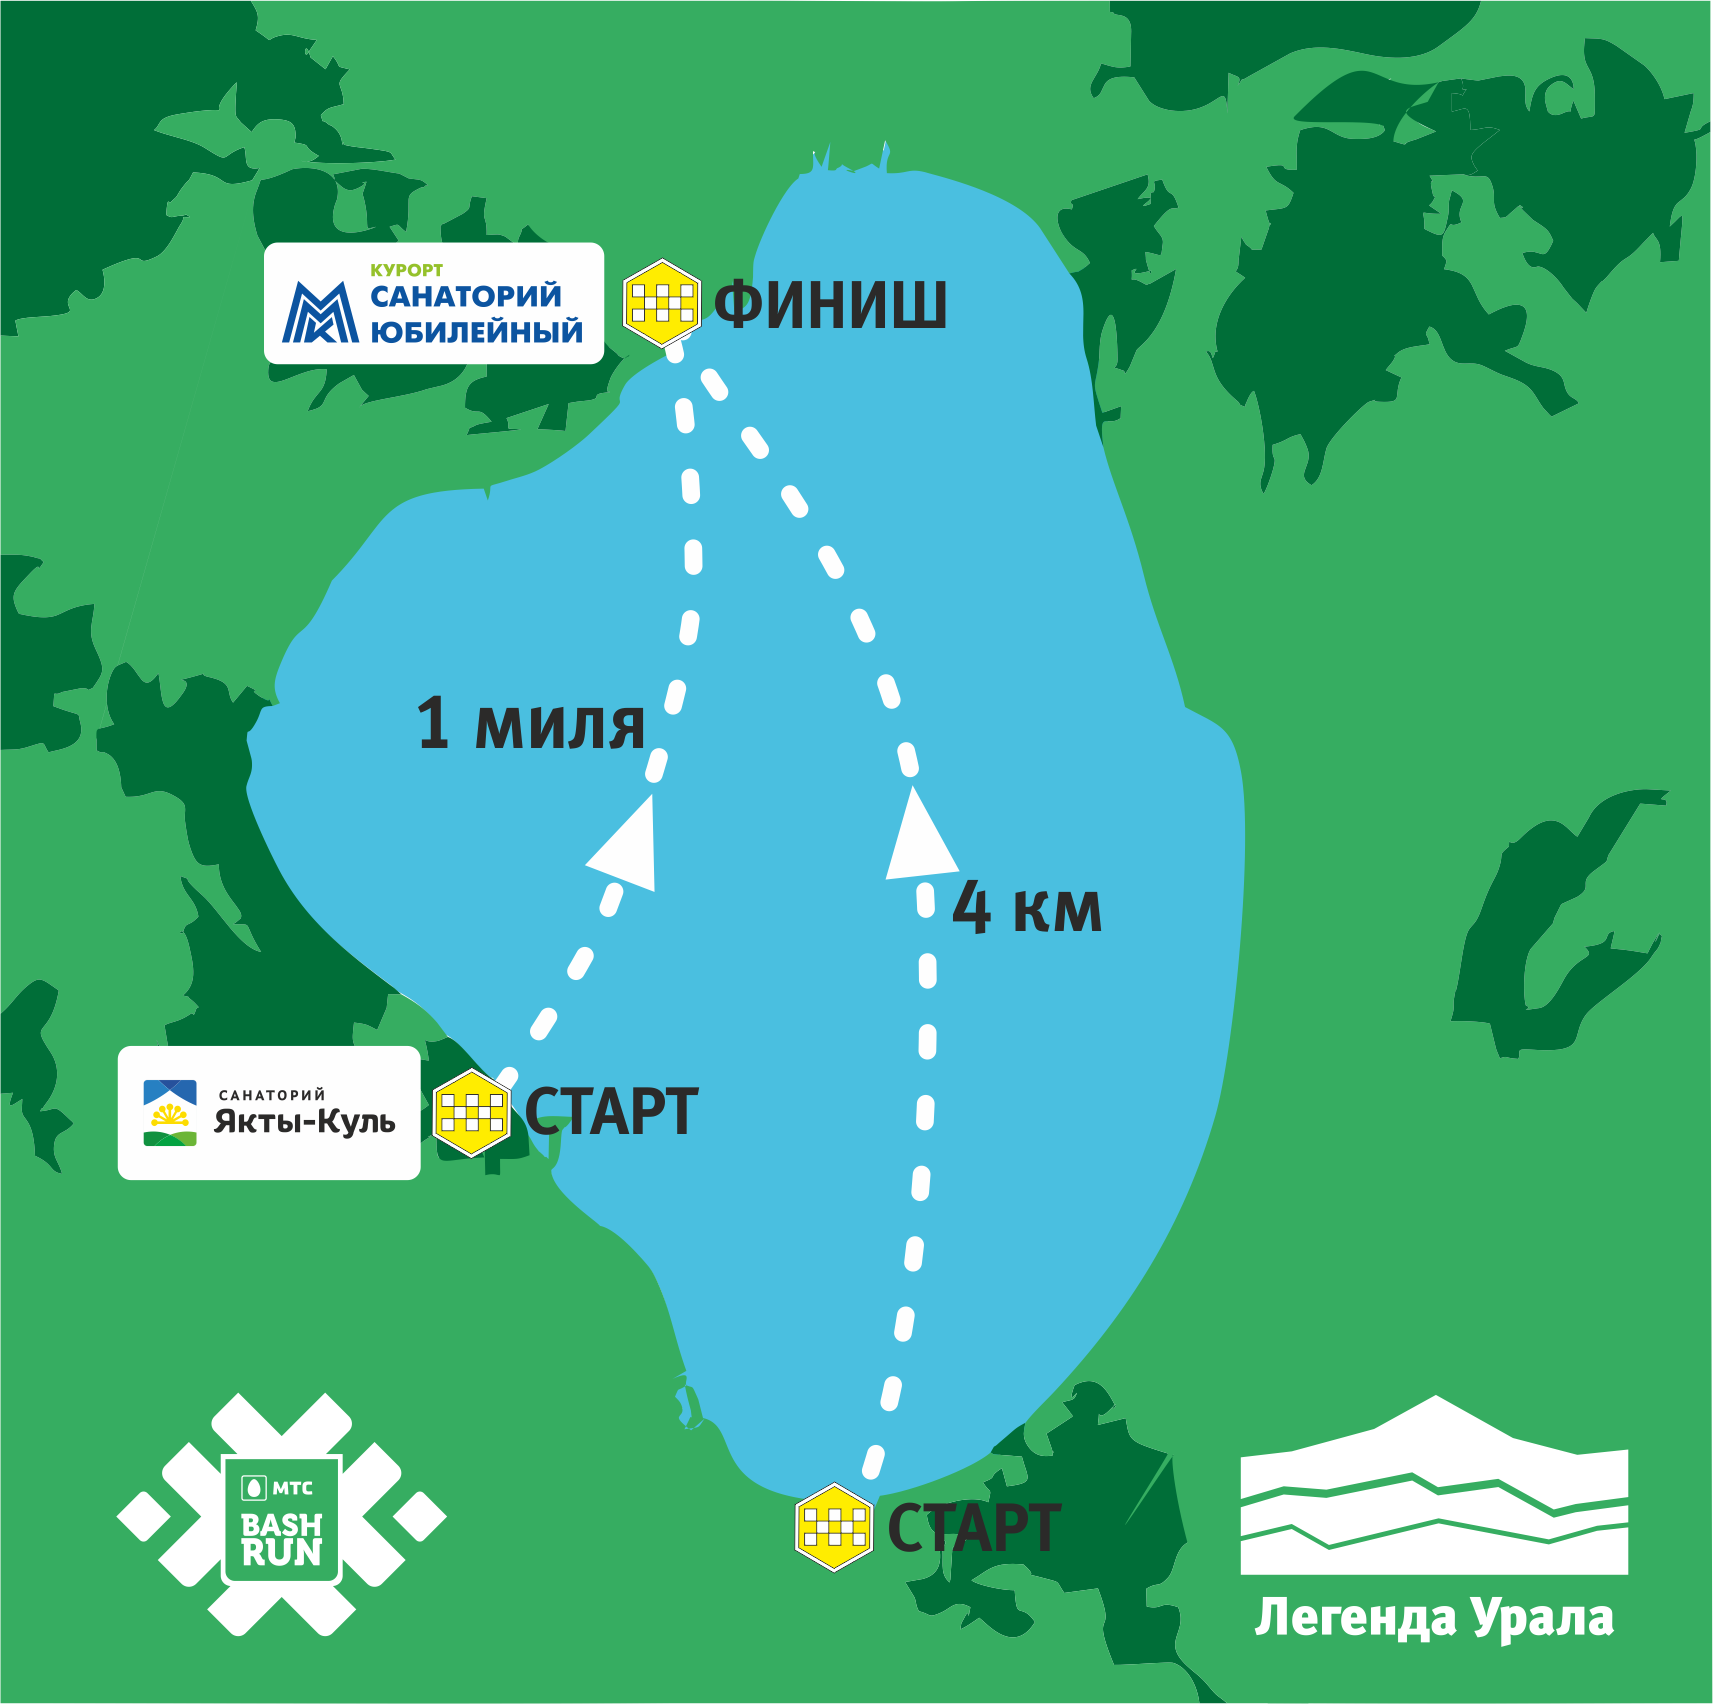 КУРОРТ
САНАТОРИЙ
ЮБИЛЕЙНЫЙ
ФИНИШ
1 миля
4 км
САНАТОРИЙ
Якты-Куль
СТАРТ
МТС
BASH
RUN
СТАРТ
Легенда Урала